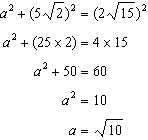 a² + (5√2)² = (2√15)²
a² + (25 x 2) = 4 x 15
a² + 50 = 60
a² = 10
a = √10